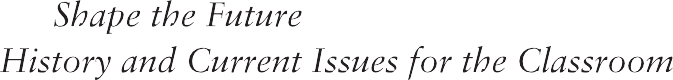 Shape the Future
History and Current Issues for the Classroom